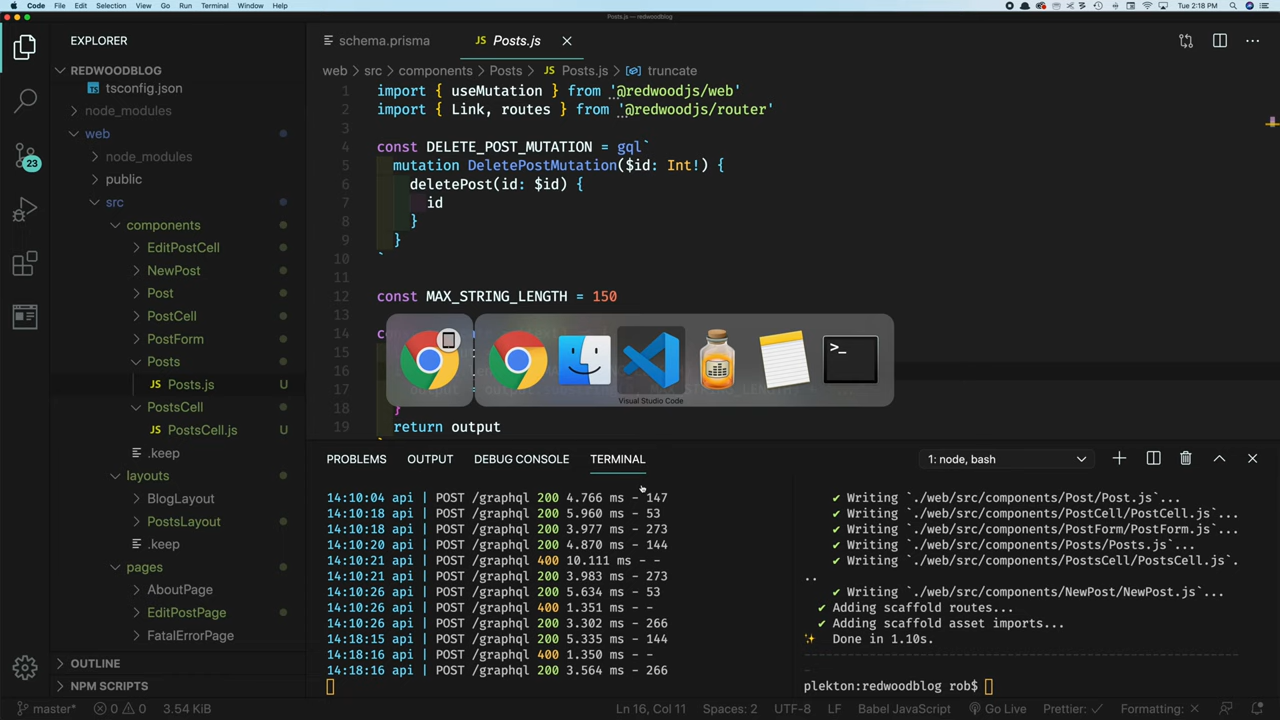 Code File Edit Selection View Go Run Terminal Window Help
Tue 2:18 PM
Posts.js — redwoodblog
EXPLORER
REDWOODBLOG
tsconfig.json
node_modules
web
node_modules
public
src
components
EditPostCell
NewPost
Post
PostCell
PostForm
Posts
JS Posts.js U
PostsCell
JS PostsCell.js U
.keep
layouts
BlogLayout
PostsLayout
.keep
pages
AboutPage
EditPostPage
FatalErrorPage
OUTLINE
NPM SCRIPTS
23
schema.prisma
JS Posts.js
web > src > components > Posts > JS Posts.js > truncate
1 import { useMutation } from '@redwoodjs/web'
2 import { Link, routes } from '@redwoodjs/router'
3
4 const DELETE_POST_MUTATION = gql`
5 mutation DeletePostMutation($id: Int!) {
6 deletePost(id: $id) {
7 id
8 }
9 }
10 `
11
12 const MAX_STRING_LENGTH = 150
13
14
15
16
17
18 }
19 return output
>_
Visual Studio Code
PROBLEMS OUTPUT DEBUG CONSOLE TERMINAL
1: node, bash
14:10:04 api | POST /graphql 200 4.766 ms - 147
14:10:18 api | POST /graphql 200 5.960 ms - 53
14:10:18 api | POST /graphql 200 3.977 ms - 273
14:10:20 api | POST /graphql 200 4.870 ms - 144
14:10:21 api | POST /graphql 400 10.111 ms - -
14:10:21 api | POST /graphql 200 3.983 ms - 273
14:10:26 api | POST /graphql 200 5.634 ms - 53
14:10:26 api | POST /graphql 400 1.351 ms - -
14:10:26 api | POST /graphql 200 3.302 ms - 266
14:18:15 api | POST /graphql 200 5.335 ms - 144
14:18:16 api | POST /graphql 400 1.350 ms - -
14:18:16 api | POST /graphql 200 3.564 ms - 266
✔ Writing `./web/src/components/Post/Post.js`...
✔ Writing `./web/src/components/PostCell/PostCell.js`...
✔ Writing `./web/src/components/PostForm/PostForm.js`...
✔ Writing `./web/src/components/Posts/Posts.js`...
✔ Writing `./web/src/components/PostsCell/PostsCell.js`.
..
✔ Writing `./web/src/components/NewPost/NewPost.js`...
✔ Adding scaffold routes...
✔ Adding scaffold asset imports...
✨ Done in 1.10s.
plekton:redwoodblog rob$
master* 0 0 3.54 KiB
Ln 16, Col 11 Spaces: 2 UTF-8 LF Babel JavaScript Go Live Prettier: ✓ Formatting: ×